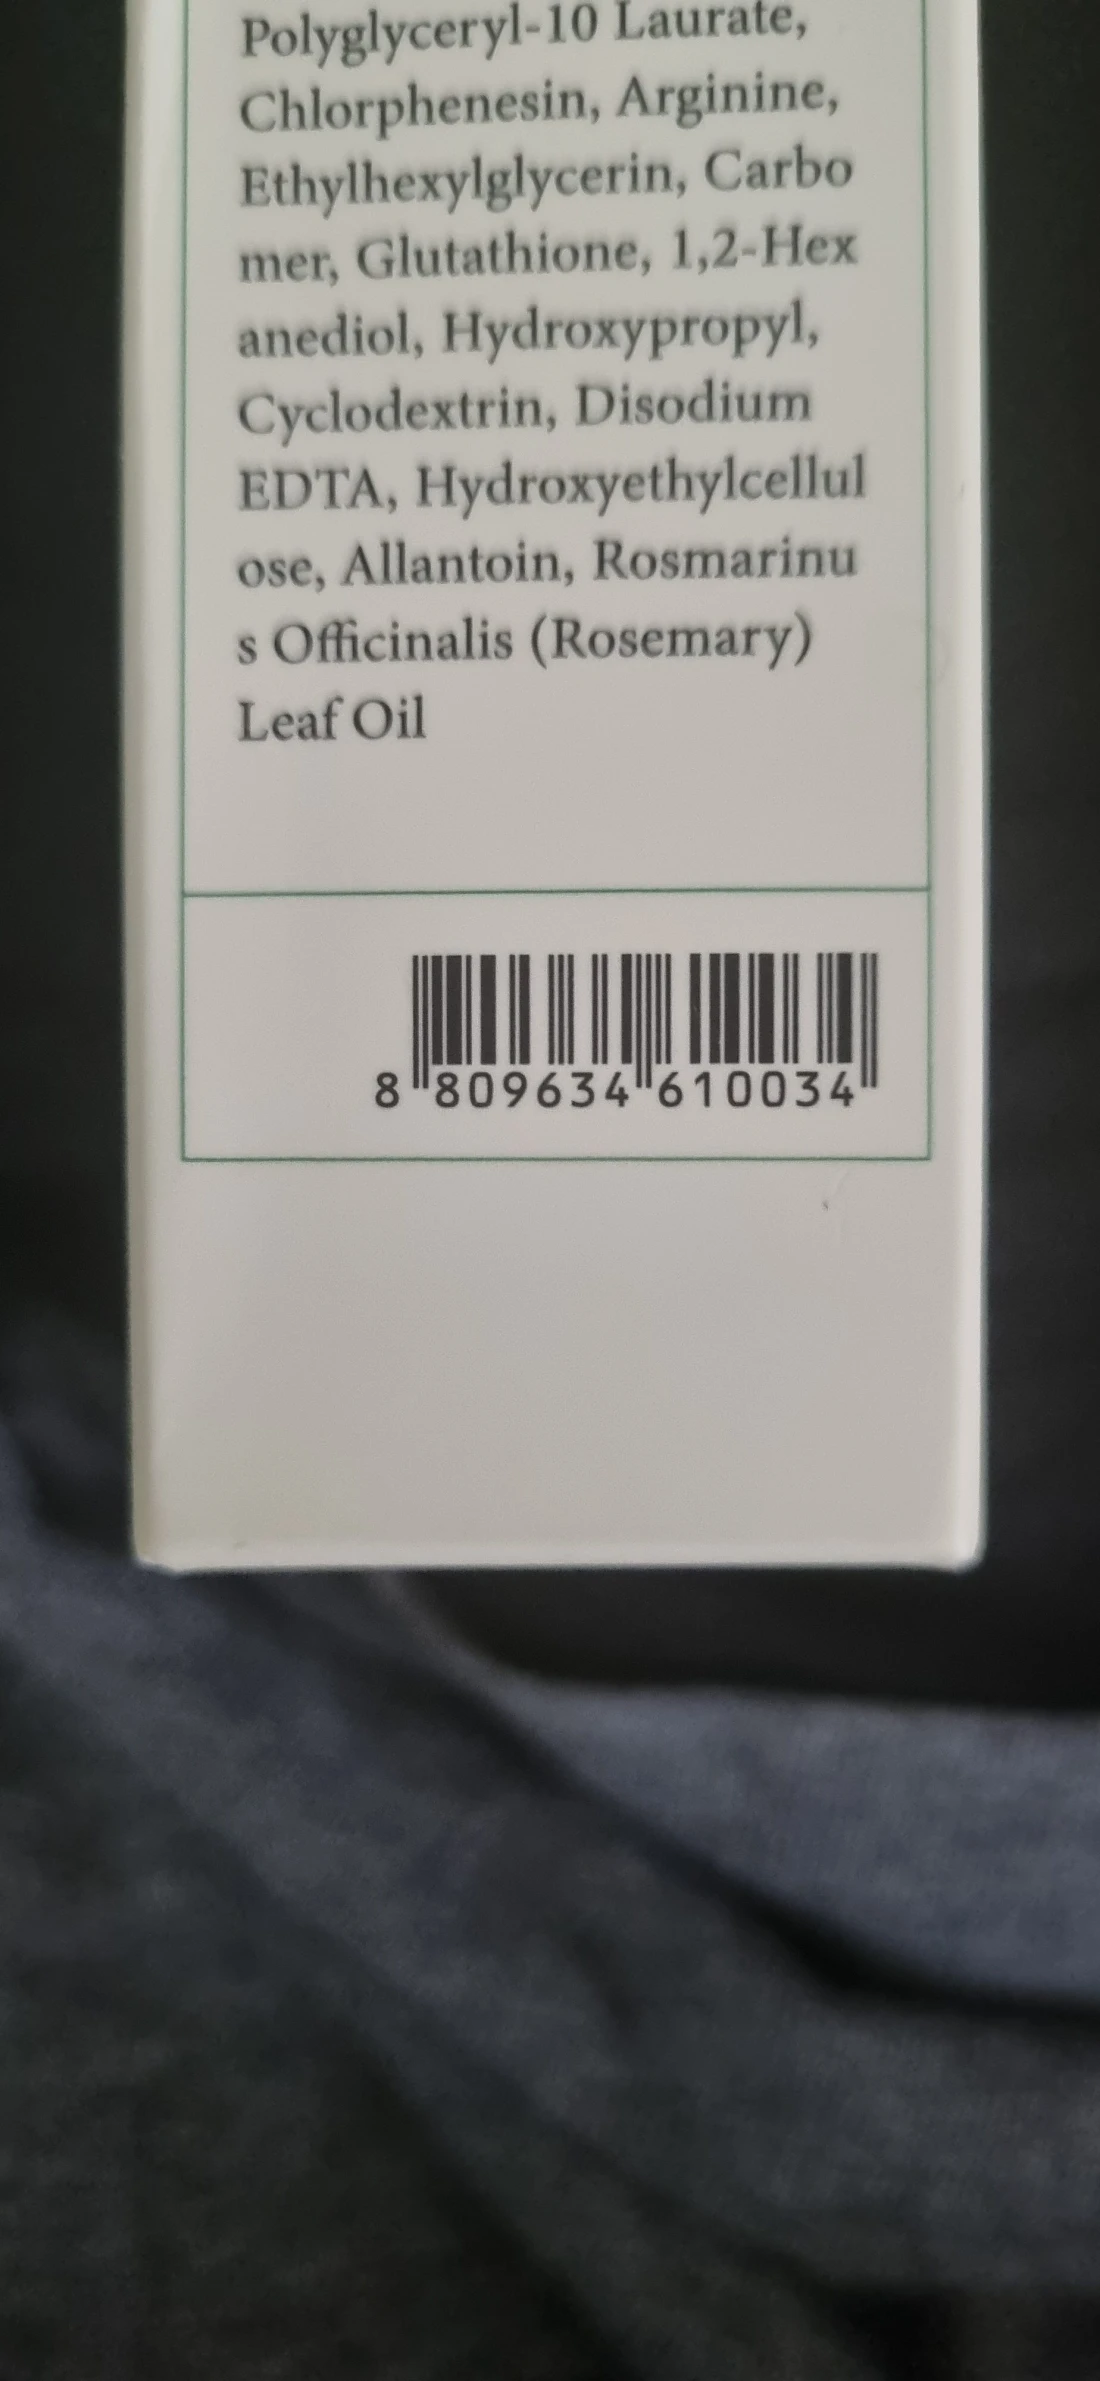 Polyglyceryl-10 Laurate,
Chlorphenesin, Arginine,
Ethylhexylglycerin, Carbo
mer, Glutathione, 1,2-Hex
anediol, Hydroxypropyl,
Cyclodextrin, Disodium
EDTA, Hydroxyethylcellul
ose, Allantoin, Rosmarinu
s Officinalis (Rosemary)
Leaf Oil
8 809634 610034